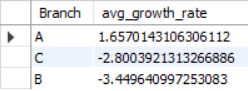 Branch avg_growth_rate
A 1.6570143106306112
C -2.8003921313266886
B -3.449640997253083